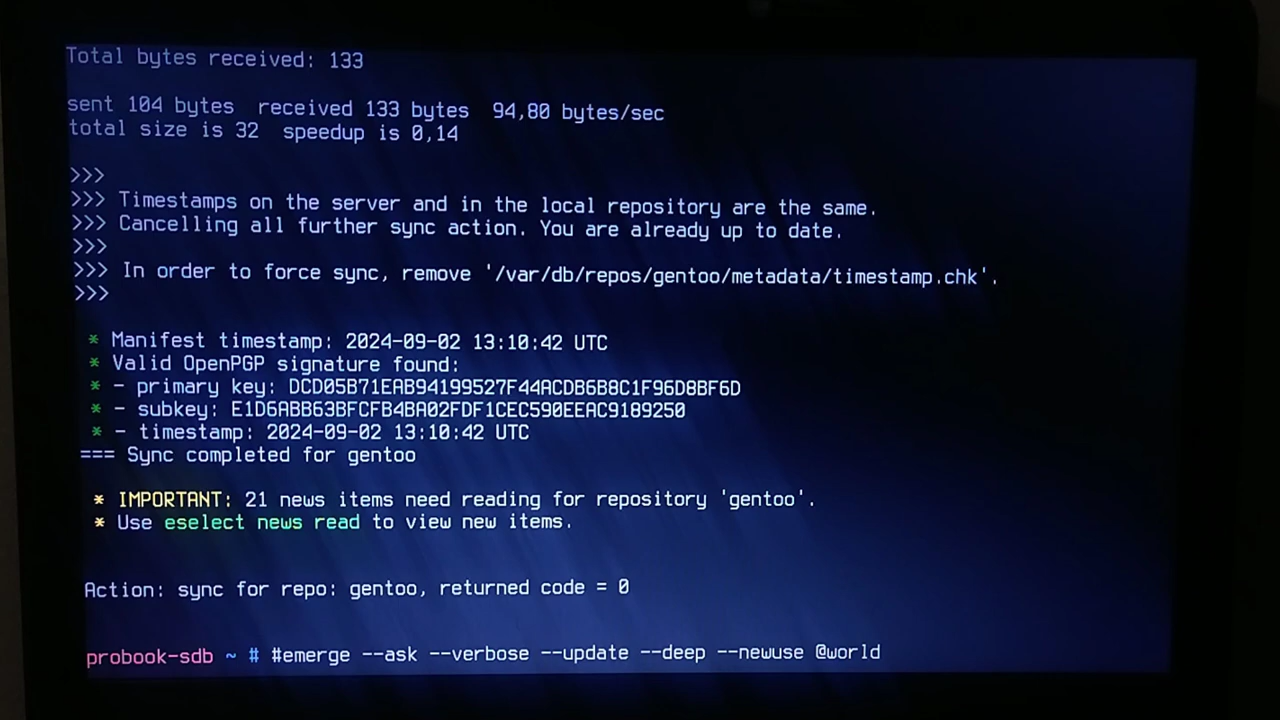 Total bytes received: 133
sent 104 bytes  received 133 bytes  94,80 bytes/sec
total size is 32  speedup is 0,14
>>>
>>> Timestamps on the server and in the local repository are the same.
>>> Cancelling all further sync action. You are already up to date.
>>>
>>> In order to force sync, remove '/var/db/repos/gentoo/metadata/timestamp.chk'.
>>>
* Manifest timestamp: 2024-09-02 13:10:42 UTC
* Valid OpenPGP signature found:
* - primary key: DCD05B71EAB94199527F44ACDB6B8C1F96D8BF6D
* - subkey: E1D6ABB63BFCFB4BA02FDF1CEC590EEAC9189250
* - timestamp: 2024-09-02 13:10:42 UTC
=== Sync completed for gentoo
* IMPORTANT: 21 news items need reading for repository 'gentoo'.
* Use eselect news read to view new items.
Action: sync for repo: gentoo, returned code = 0
probook-sdb ~ # #emerge --ask --verbose --update --deep --newuse @world